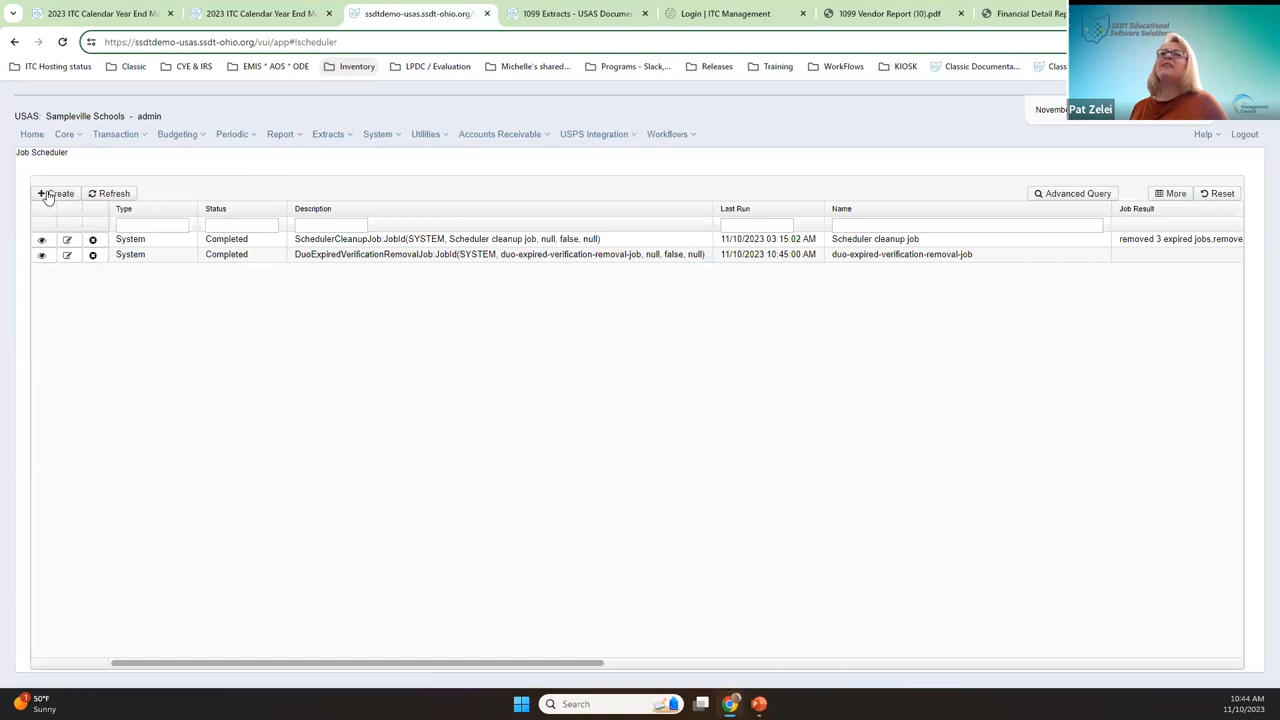 2023 ITC Calendar Year End M
2023 ITC Calendar Year End M
ssdtdemo-usas.ssdt-ohio.org/
1099 Extracts - USAS Docume
Login | ITC Management
1099 Vendor Report (10).pdf
Financial Detail Rep
https://ssdtdemo-usas.ssdt-ohio.org/vui/app#!scheduler
ITC Hosting status
Classic
CYE & IRS
EMIS * AOS * ODE
Inventory
LPDC / Evaluation
Michelle's shared...
Programs - Slack,...
Releases
Training
WorkFlows
KIOSK
Classic Documenta...
Class
SSDT Educational
Software Solutions
Pat Zelei
Management
Council
USAS: Sampleville Schools - admin
Novemb
Home Core Transaction Budgeting Periodic Report Extracts System Utilities Accounts Receivable USPS Integration Workflows Help Logout
Job Scheduler
Create Refresh Advanced Query More Reset
Type Status Description Last Run Name Job Result
System Completed SchedulerCleanupJob:JobId(SYSTEM, Scheduler cleanup job, null, false, null) 11/10/2023 03:15:02 AM Scheduler cleanup job removed 3 expired jobs,remove
System Completed DuoExpiredVerificationRemovalJob:JobId(SYSTEM, duo-expired-verification-removal-job, null, false, null) 11/10/2023 10:45:00 AM duo-expired-verification-removal-job
1
50°F
Sunny
Search
10:44 AM
11/10/2023